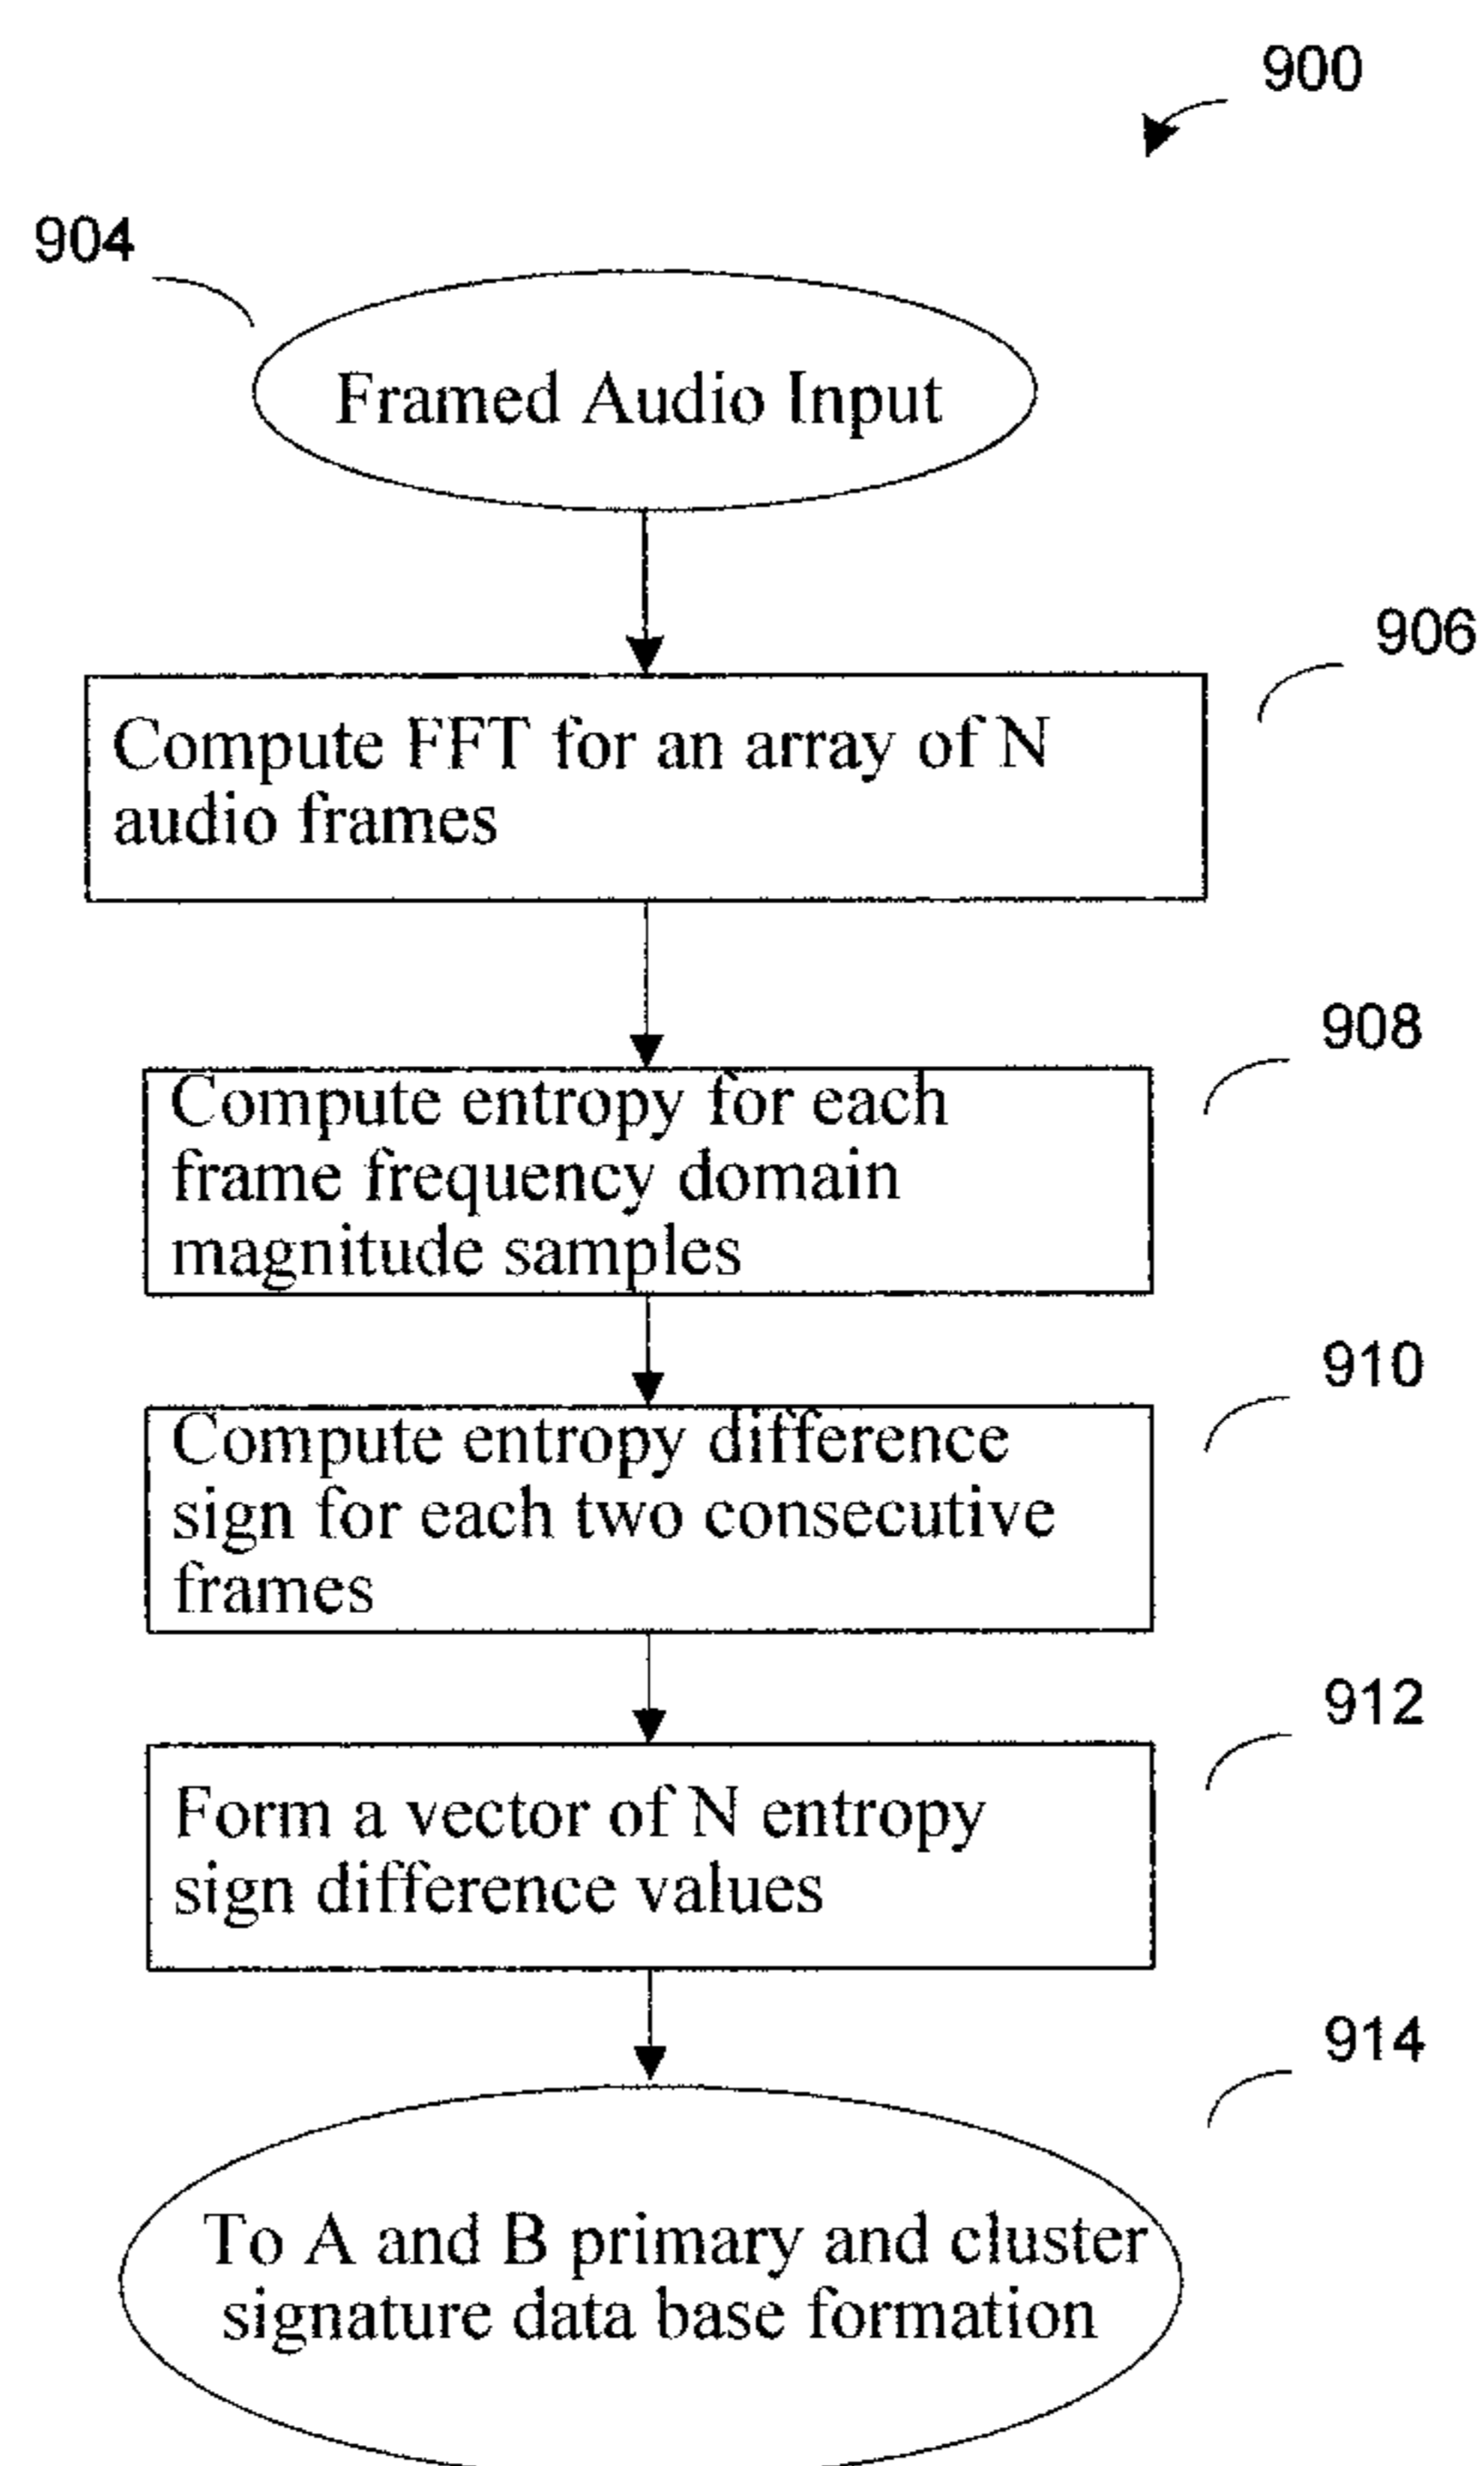 900
904
Framed Audio Input
906
Compute FFT for an array of N
audio frames
908
Compute entropy for each
frame frequency domain
magnitude samples
910
Compute entropy difference
sign for each two consecutive
frames
912
Form a vector of N entropy
sign difference values
914
To A and B primary and cluster
signature data base formation